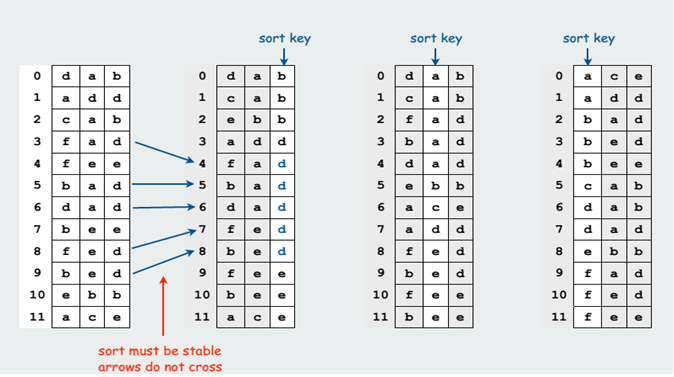 sort key sort key sort key
0 d a b 0 d a b 0 d a b 0 a c e
1 a d d 1 c a b 1 c a b 1 a d d
2 c a b 2 e b b 2 f a d 2 b a d
3 f a d 3 a d d 3 b a d 3 b e d
4 f e e 4 f a d 4 d a d 4 b e e
5 b a d 5 b a d 5 e b b 5 c a b
6 d a d 6 d a d 6 a c e 6 d a b
7 b e e 7 f e d 7 a d d 7 d a d
8 f e d 8 b e d 8 f e d 8 e b b
9 b e d 9 f e e 9 b e d 9 f a d
10 e b b 10 b e e 10 f e e 10 f e d
11 a c e 11 a c e 11 b e e 11 f e e
sort must be stable
arrows do not cross